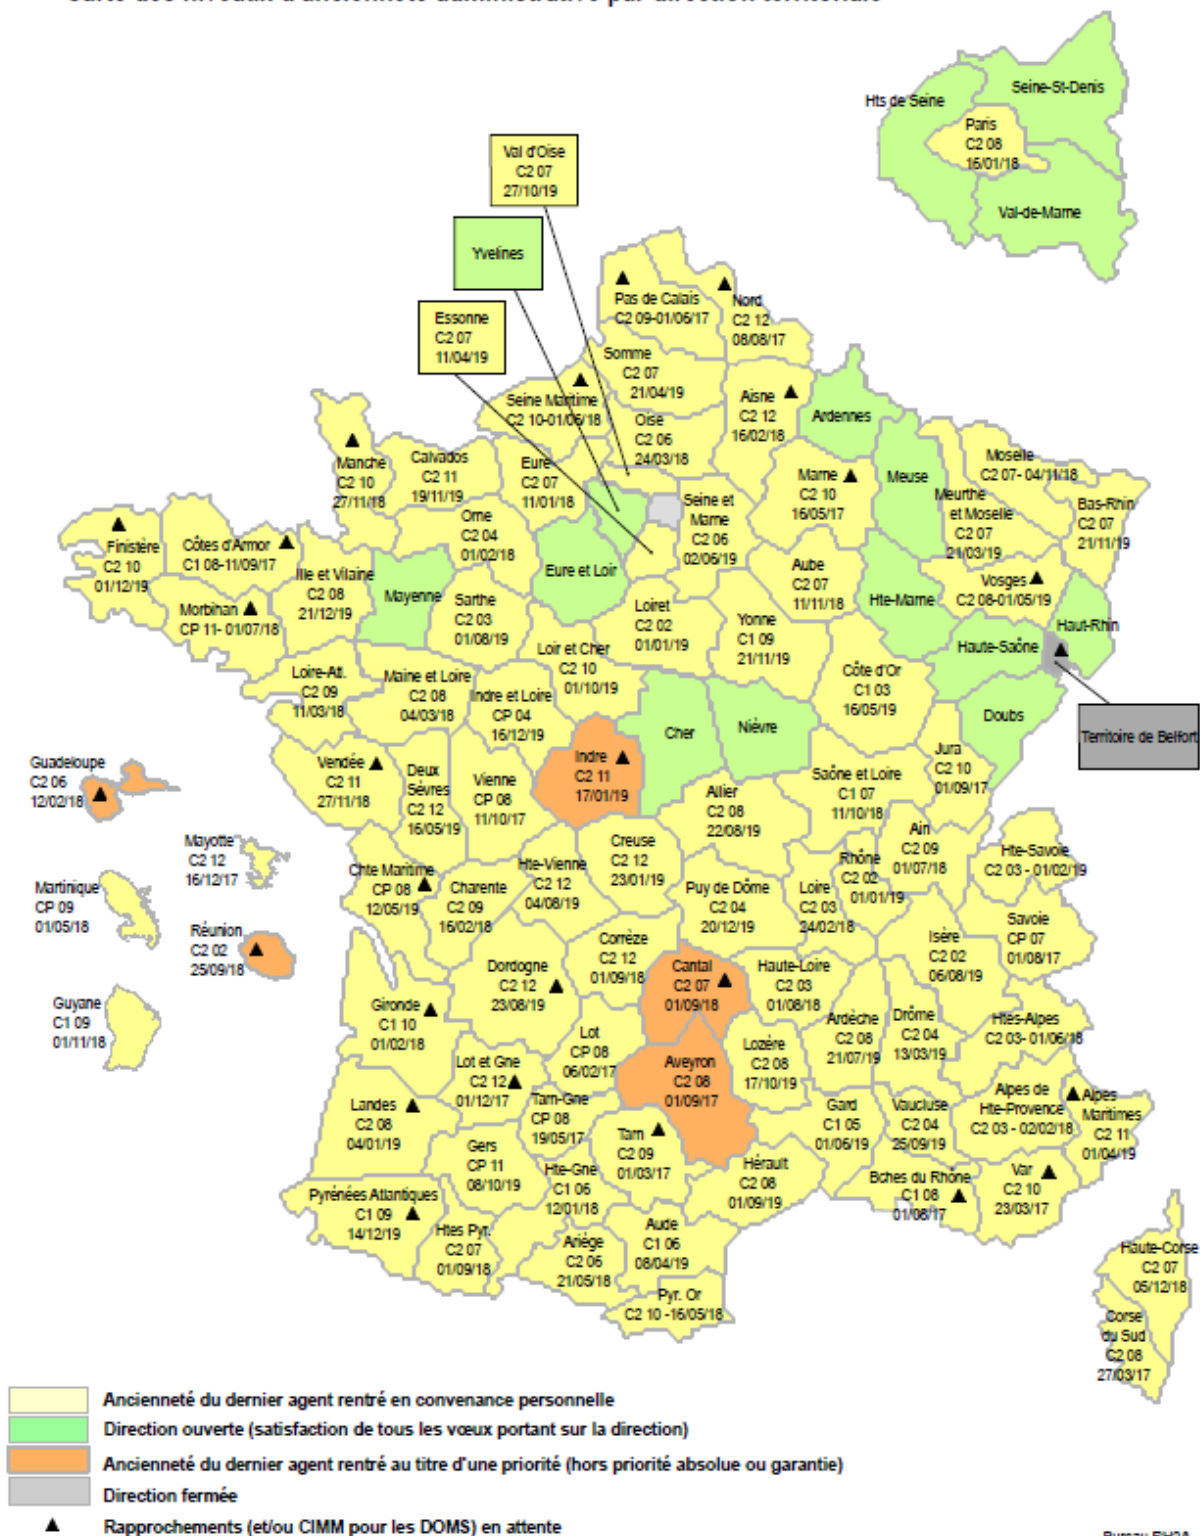 Carte des niveaux d'ancienneté administrative par direction territoriale
Hts de Seine
Seine-St-Denis
Paris
C2 08
16/01/18
Val-de-Marne
Val d'Oise
C2 07
27/10/19
Yvelines
Essonne
C2 07
11/04/19
Pas de Calais
C2 09-01/06/17
Nord
C2 12
08/08/17
Somme
C2 07
21/04/19
Seine Maritime
C2 10-01/06/18
Oise
C2 06
24/03/18
Aisne
C2 12
16/02/18
Ardennes
Manche
C2 10
27/11/18
Calvados
C2 11
19/11/19
Eure
C2 07
11/01/18
Seine et
Marne
C2 06
02/06/19
Marne
C2 10
16/05/17
Meuse
Moselle
C2 07- 04/11/18
Meurthe
et Moselle
C2 07
21/03/19
Bas-Rhin
C2 07
21/11/19
Orne
C2 04
01/02/18
Finistère
C2 10
01/12/19
Côtes d'Armor
C1 08-11/09/17
Ille et Vilaine
C2 08
21/12/19
Morbihan
CP 11- 01/07/18
Mayenne
Sarthe
C2 03
01/08/19
Eure et Loir
Loiret
C2 02
01/01/19
Yonne
C1 09
21/11/19
Aube
C2 07
11/11/18
Hte-Marne
Vosges
C2 08-01/05/19
Haut-Rhin
Haute-Saône
Territoire de Belfort
Loire-Atl.
C2 09
11/03/18
Maine et Loire
C2 08
04/03/18
Indre et Loire
CP 04
16/12/19
Loir et Cher
C2 10
01/10/19
Cher
Nièvre
Côte d'Or
C1 03
16/05/19
Doubs
Jura
C2 10
01/09/17
Vendée
C2 11
27/11/18
Deux
Sèvres
C2 12
16/05/19
Vienne
CP 08
11/10/17
Indre
C2 11
17/01/19
Allier
C2 08
22/08/19
Saône et Loire
C1 07
11/10/18
Ain
C2 09
01/07/18
Hte-Savoie
C2 03 - 01/02/19
Guadeloupe
C2 06
12/02/18
Mayotte
C2 12
16/12/17
Martinique
CP 09
01/05/18
Réunion
C2 02
25/09/18
Guyane
C1 09
01/11/18
Chte Maritime
CP 08
12/05/19
Charente
C2 09
16/02/18
Hte-Vienne
C2 12
04/08/19
Creuse
C2 12
23/01/19
Puy de Dôme
C2 04
20/12/19
Loire
C2 03
24/02/18
Rhône
C2 02
01/01/19
Isère
C2 02
06/08/19
Savoie
CP 07
01/08/17
Corrèze
C2 12
01/09/18
Dordogne
C2 12
23/08/19
Gironde
C1 10
01/02/18
Cantal
C2 07
01/09/18
Haute-Loire
C2 03
01/08/18
Ardèche
C2 08
21/07/19
Drôme
C2 04
13/03/19
Htes-Alpes
C2 03- 01/06/18
Lot
CP 08
06/02/17
Lot et Gne
C2 12
01/12/17
Aveyron
C2 08
01/09/17
Lozère
C2 08
17/10/19
Landes
C2 08
04/01/19
Tarn-Gne
CP 08
19/05/17
Tarn
C2 09
01/03/17
Gard
C1 05
01/06/19
Vaucluse
C2 04
25/09/19
Alpes de
Hte-Provence
C2 03 - 02/02/18
Alpes
Maritimes
C2 11
01/04/19
Gers
CP 11
08/10/19
Hte-Gne
C1 06
12/01/18
Hérault
C2 08
01/09/19
Bches du Rhône
C1 08
01/08/17
Var
C2 10
23/03/17
Pyrénées Atlantiques
C1 09
14/12/19
Htes Pyr.
C2 07
01/09/18
Ariège
C2 06
21/05/18
Aude
C1 06
08/04/19
Pyr. Or
C2 10 -16/05/18
Haute-Corse
C2 07
05/12/18
Corse
du Sud
C2 08
27/03/17
Ancienneté du dernier agent rentré en convenance personnelle
Direction ouverte (satisfaction de tous les vœux portant sur la direction)
Ancienneté du dernier agent rentré au titre d'une priorité (hors priorité absolue ou garantie)
Direction fermée
Rapprochements (et/ou CIMM pour les DOMS) en attente
Bureau